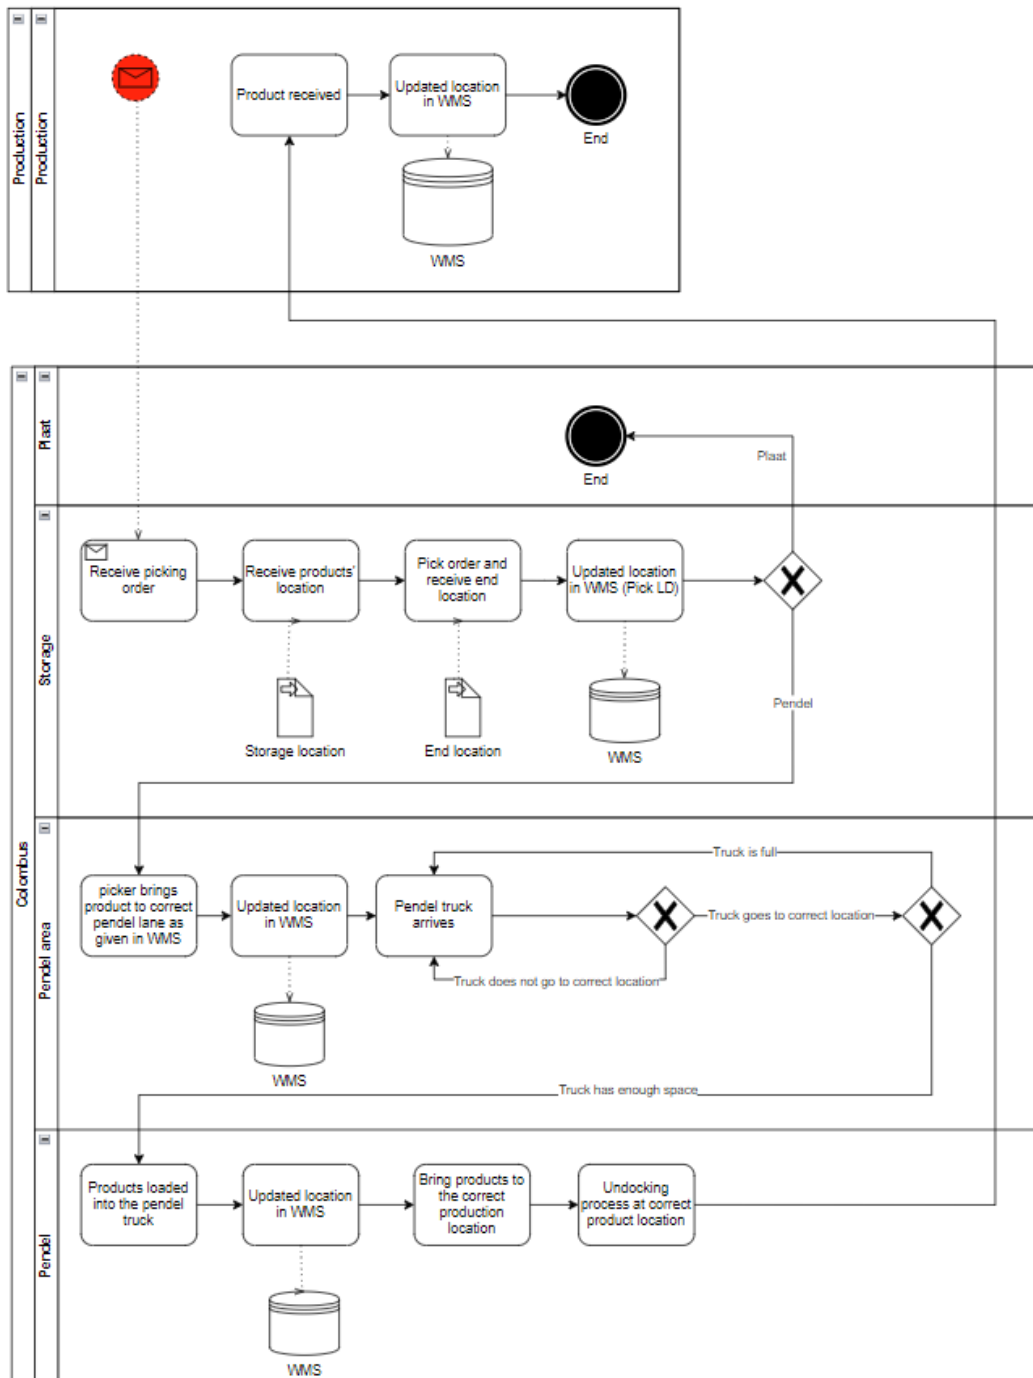 Production
Production
Product received
Updated location
in WMS
End
WMS
Colombus
Plaat
End
Plaat
Storage
Receive picking
order
Receive products'
location
Pick order and
receive end
location
Updated location
in WMS (Pick LD)
Storage location
End location
WMS
Pendel
Pendel area
picker brings
product to correct
pendel lane as
given in WMS
Updated location
in WMS
Pendel truck
arrives
Truck is full
Truck goes to correct location
Truck does not go to correct location
WMS
Truck has enough space
Pendel
Products loaded
into the pendel
truck
Updated location
in WMS
Bring products to
the correct
production
location
Undocking
process at correct
product location
WMS